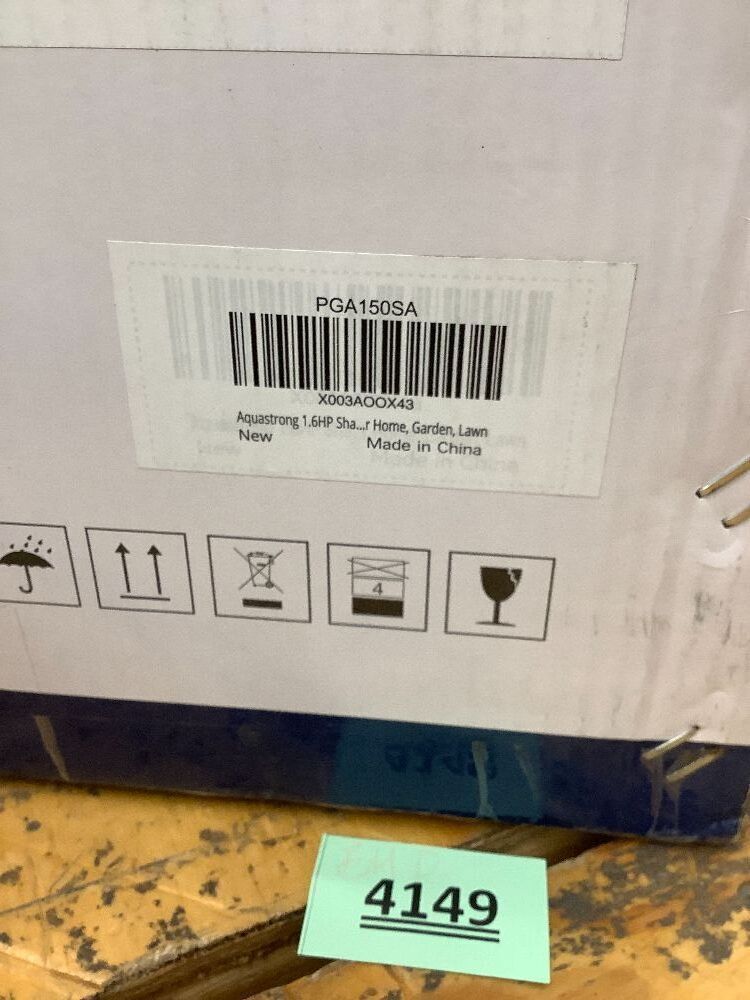 PGA150SA
X003AOOX43
Aquastrong 1.6HP Sha...r Home, Garden, Lawn
New
Made in China
4
4149